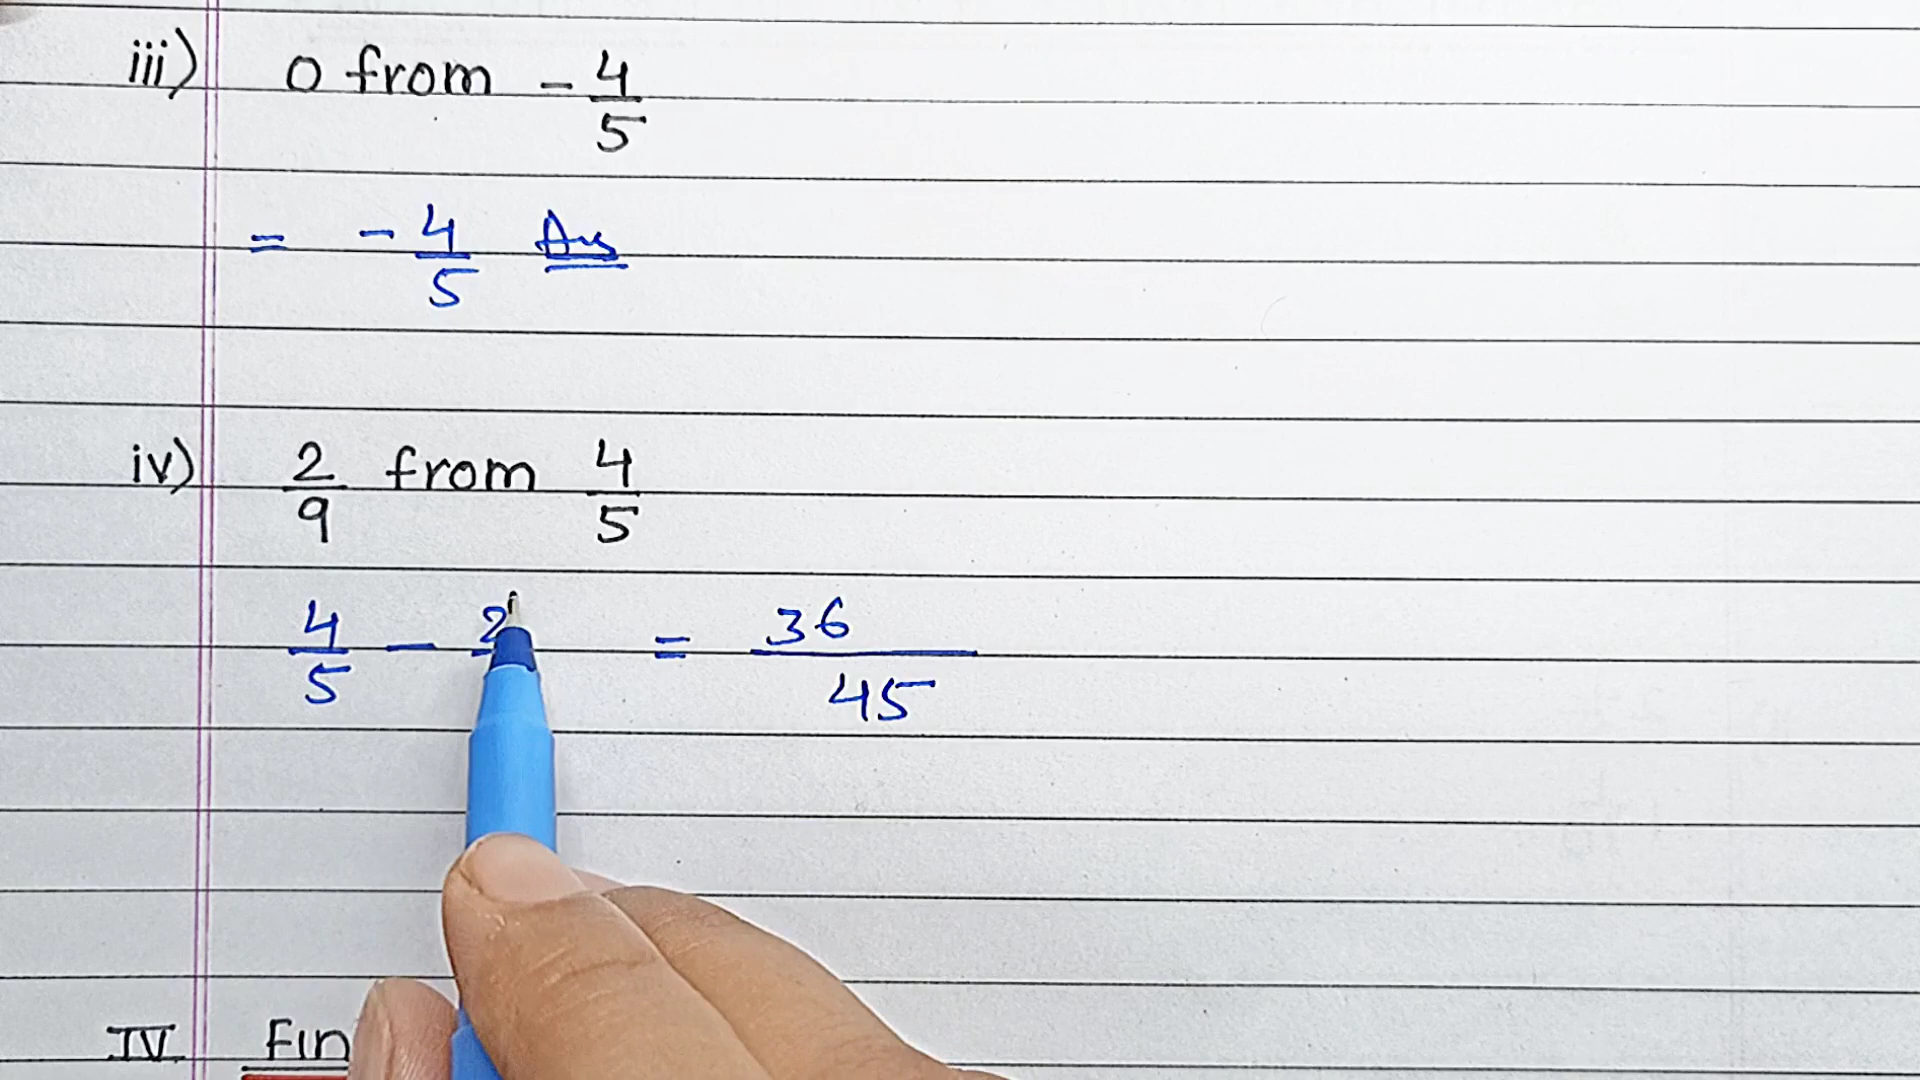 iii) 0 from - 4/5
= - 4/5 Ans
iv) 2/9 from 4/5
4/5 - 2 = 36/45
IV